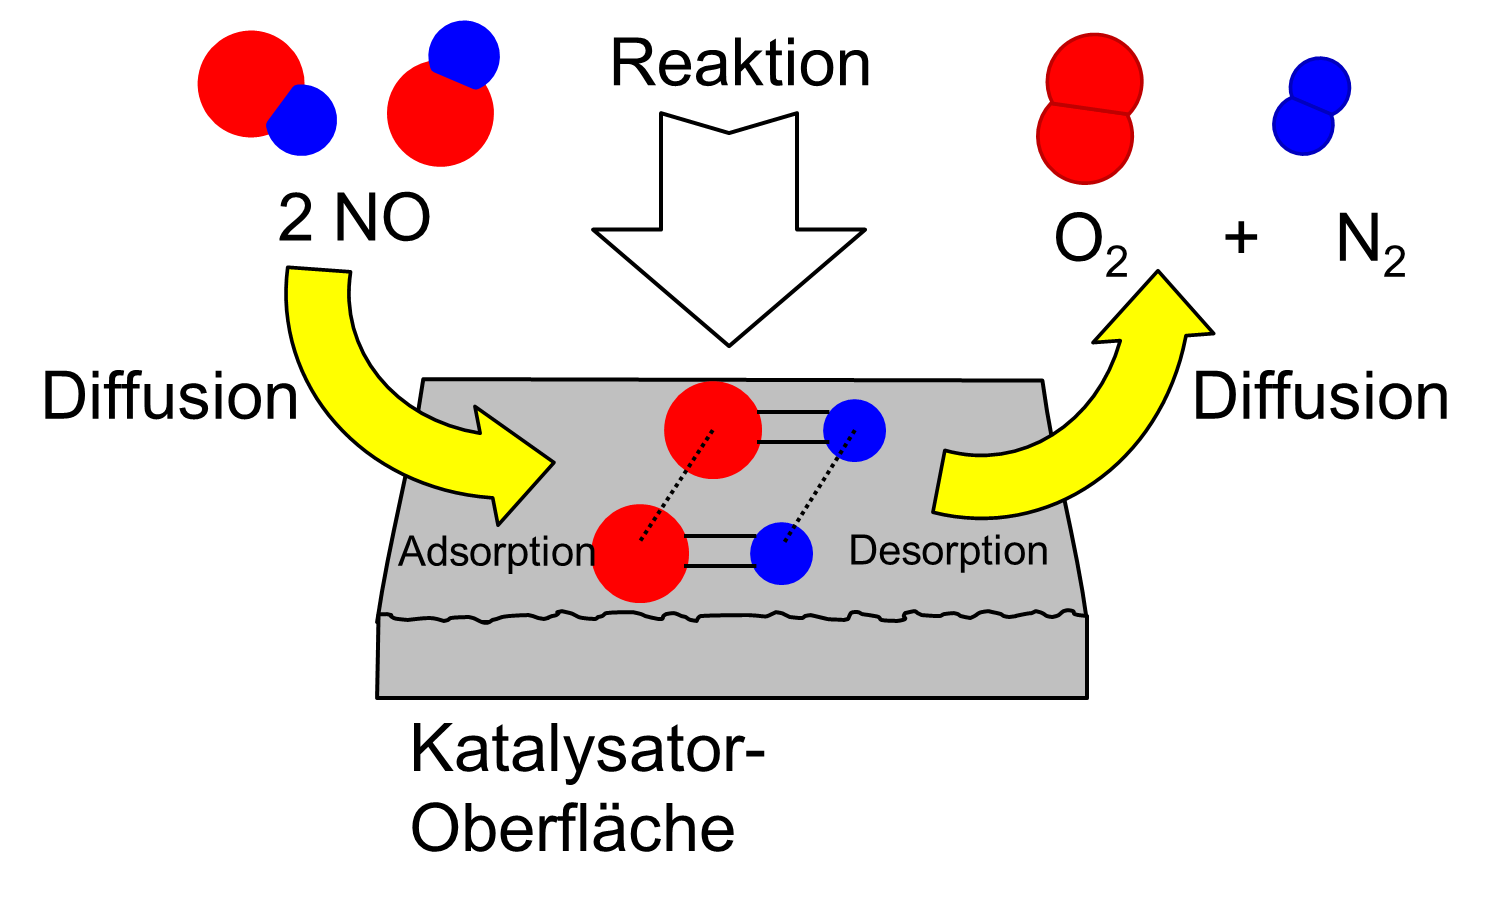 Reaktion
2 NO
O₂ + N₂
Diffusion
Diffusion
Adsorption
Desorption
Katalysator-
Oberfläche